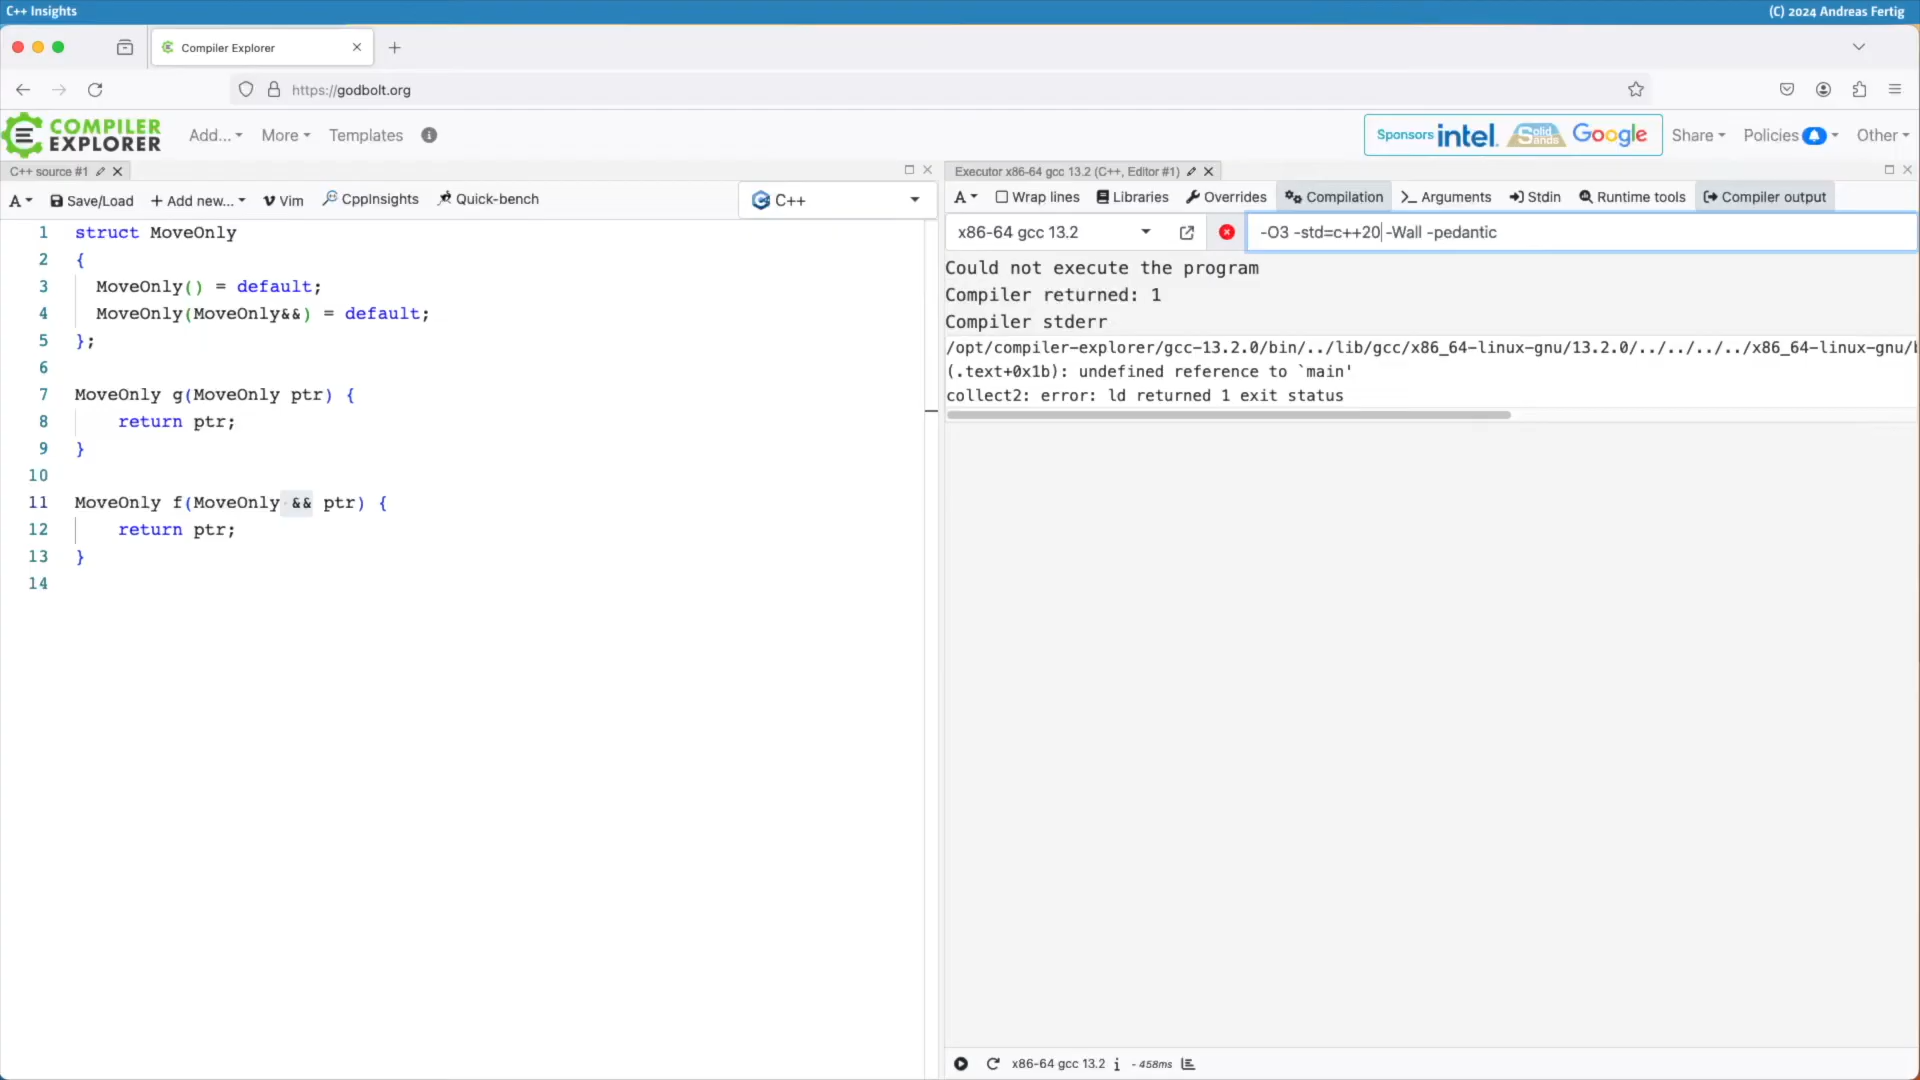 C++ Insights
(C) 2024 Andreas Fertig
Compiler Explorer
https://godbolt.org
COMPILER EXPLORER
Add...
More
Templates
Sponsors intel. Solid Sands Google
Share
Policies
Other
C++ source #1
A
Save/Load
+ Add new...
Vim
CppInsights
Quick-bench
C++
1 struct MoveOnly
2 {
3 MoveOnly() = default;
4 MoveOnly(MoveOnly&&) = default;
5 };
6
7 MoveOnly g(MoveOnly ptr) {
8 return ptr;
9 }
10
11 MoveOnly f(MoveOnly && ptr) {
12 return ptr;
13 }
14
Executor x86-64 gcc 13.2 (C++, Editor #1)
A
Wrap lines
Libraries
Overrides
Compilation
Arguments
Stdin
Runtime tools
Compiler output
x86-64 gcc 13.2
-O3 -std=c++20 -Wall -pedantic
Could not execute the program
Compiler returned: 1
Compiler stderr
/opt/compiler-explorer/gcc-13.2.0/bin/../lib/gcc/x86_64-linux-gnu/13.2.0/../../../../x86_64-linux-gnu/
(.text+0x1b): undefined reference to `main'
collect2: error: ld returned 1 exit status
x86-64 gcc 13.2 i - 458ms